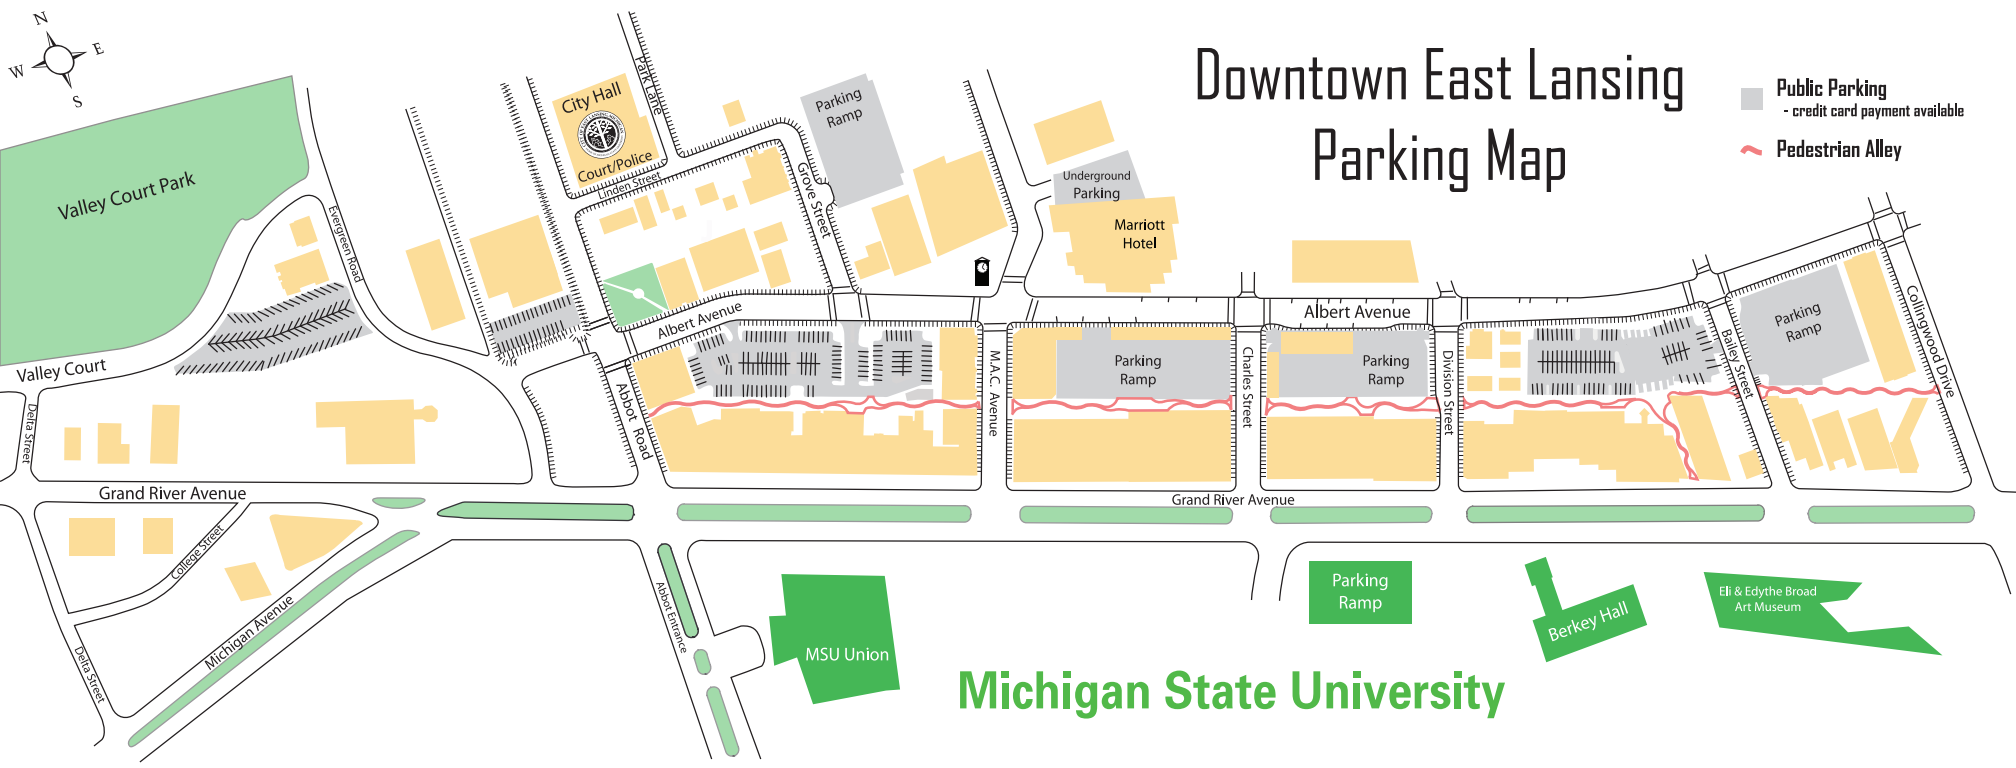 N
W
E
S
Downtown East Lansing
Parking Map
Public Parking
- credit card payment available
Pedestrian Alley
Valley Court Park
Evergreen Road
Valley Court
Delta Street
City Hall
Court/Police
Linden Street
Park Lane
Parking
Ramp
Grove Street
Underground
Parking
Marriott
Hotel
Albert Avenue
Albert Avenue
Abbot Road
M.A.C. Avenue
Parking
Ramp
Charles Street
Parking
Ramp
Division Street
Bailey Street
Parking
Ramp
Collingwood Drive
Grand River Avenue
Grand River Avenue
College Street
Michigan Avenue
Delta Street
Abbot Entrance
MSU Union
Parking
Ramp
Berkey Hall
Eli & Edythe Broad
Art Museum
Michigan State University